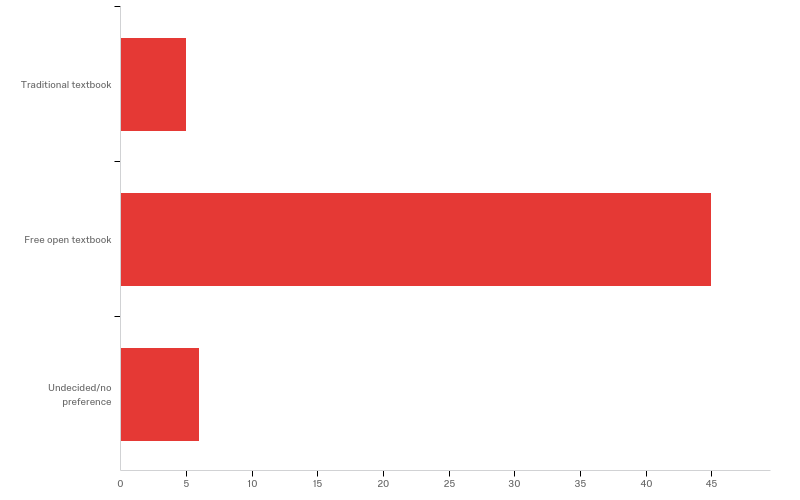 Traditional textbook
Free open textbook
Undecided/no
preference
0 5 10 15 20 25 30 35 40 45